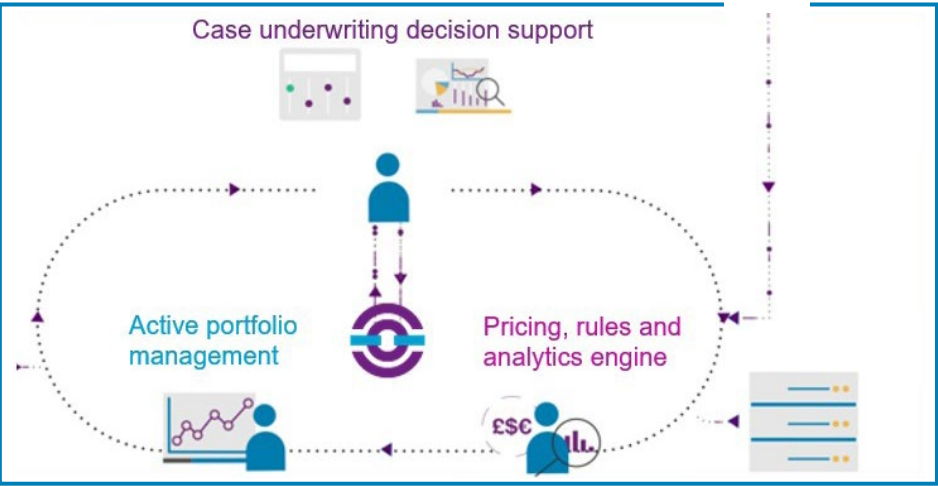 Case underwriting decision support
Active portfolio
management
Pricing, rules and
analytics engine
£$€